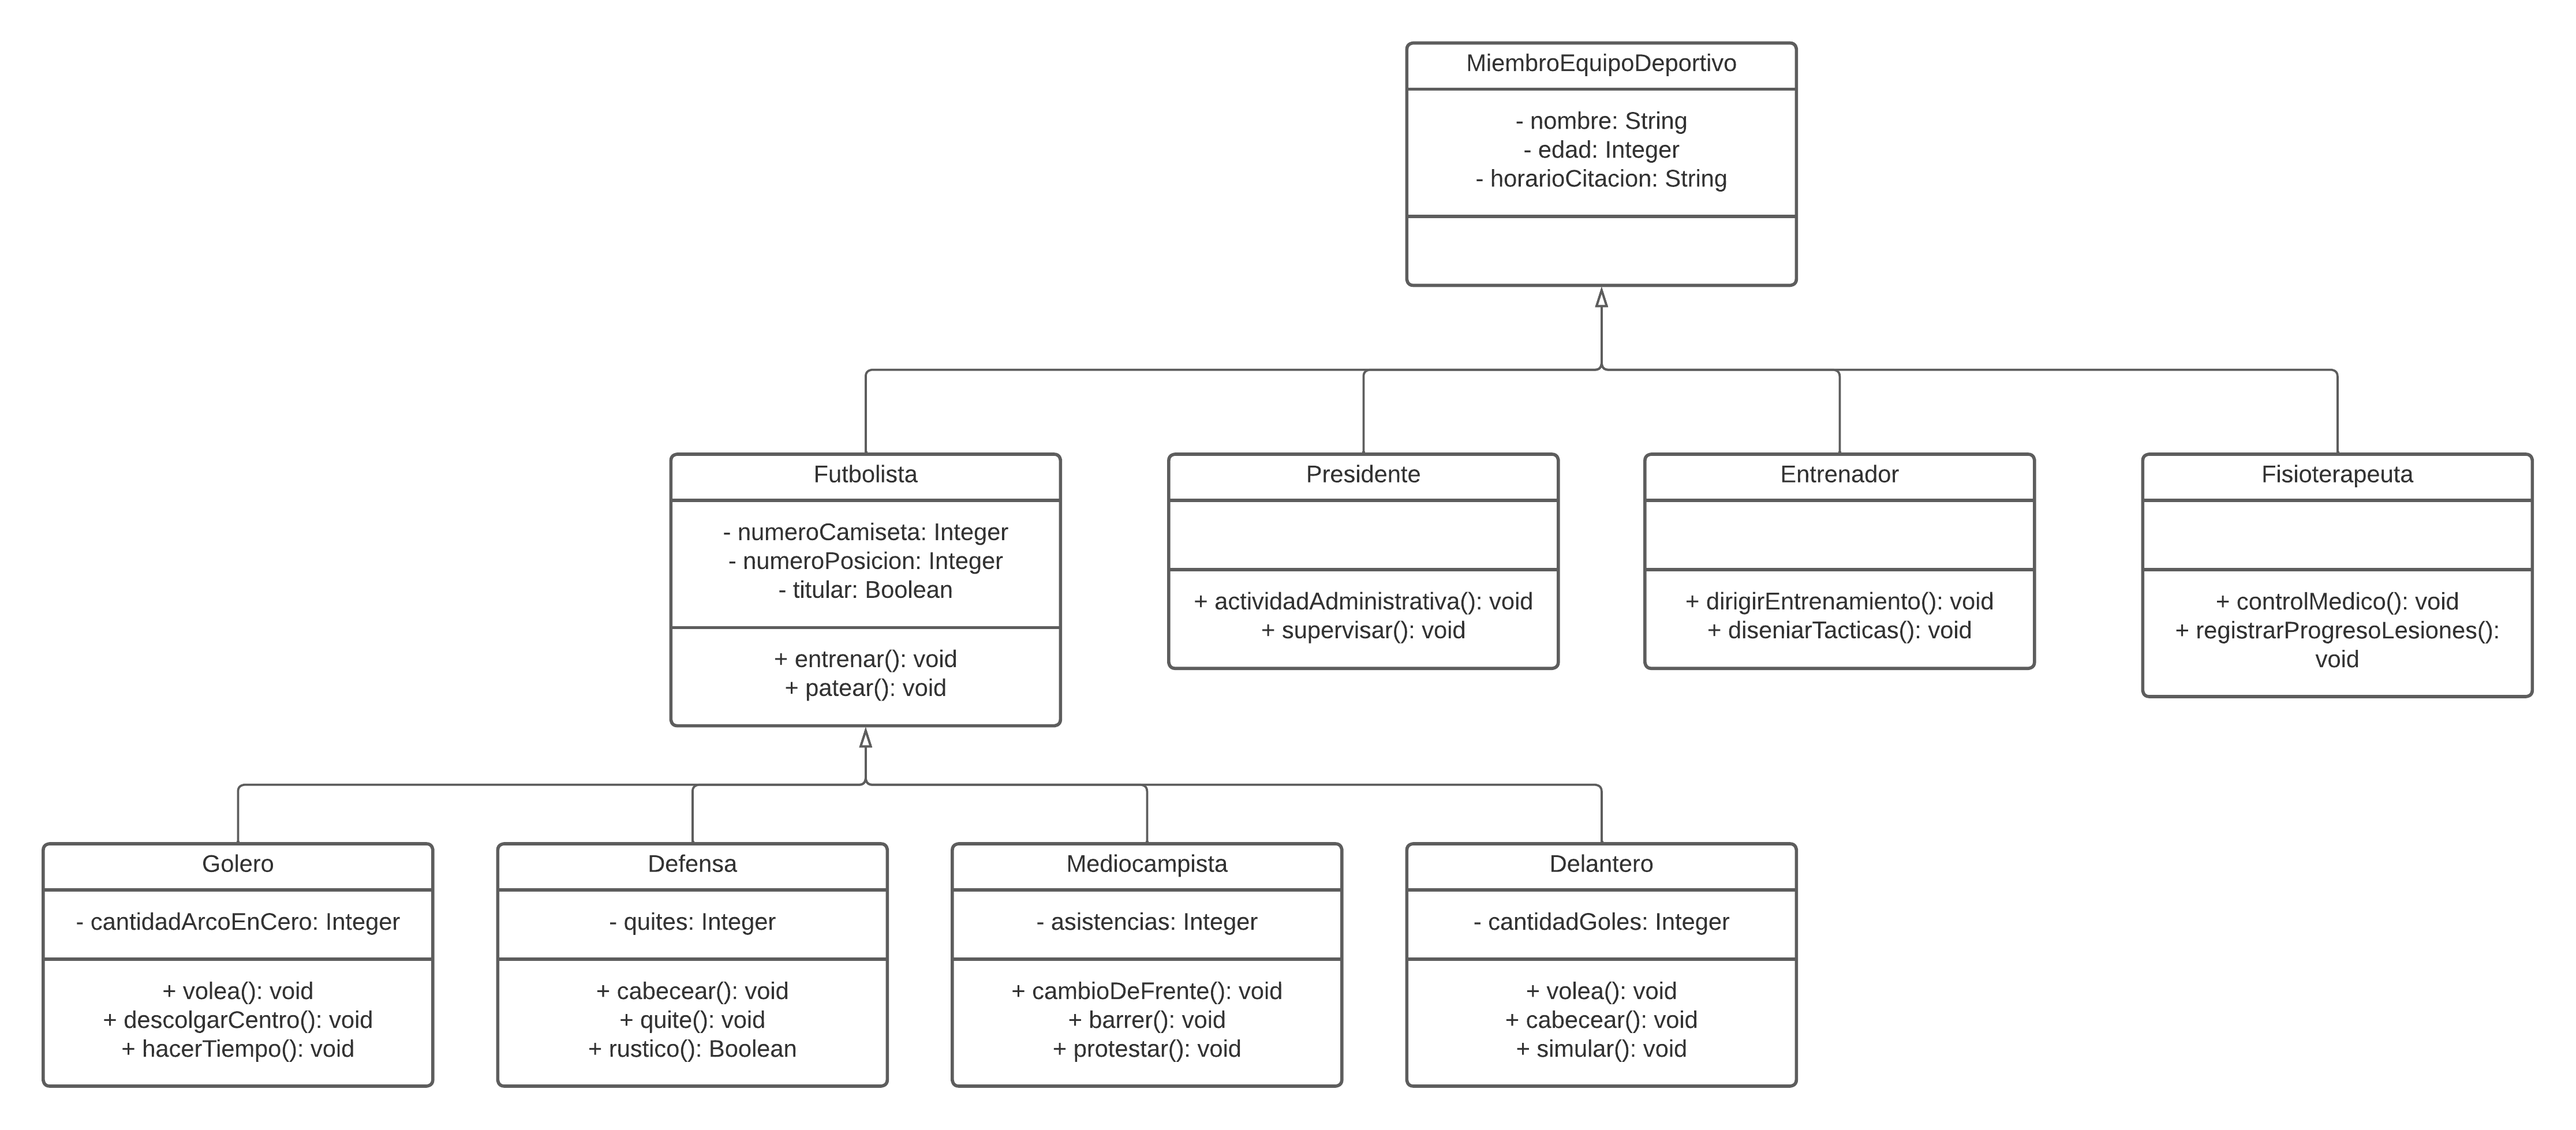 MiembroEquipoDeportivo
- nombre: String
- edad: Integer
- horarioCitacion: String
Futbolista
- numeroCamiseta: Integer
- numeroPosicion: Integer
- titular: Boolean
+ entrenar(): void
+ patear(): void
Presidente
+ actividadAdministrativa(): void
+ supervisar(): void
Entrenador
+ dirigirEntrenamiento(): void
+ diseniarTacticas(): void
Fisioterapeuta
+ controlMedico(): void
+ registrarProgresoLesiones():
void
Golero
- cantidadArcoEnCero: Integer
+ volea(): void
+ descolgarCentro(): void
+ hacerTiempo(): void
Defensa
- quites: Integer
+ cabecear(): void
+ quite(): void
+ rustico(): Boolean
Mediocampista
- asistencias: Integer
+ cambioDeFrente(): void
+ barrer(): void
+ protestar(): void
Delantero
- cantidadGoles: Integer
+ volea(): void
+ cabecear(): void
+ simular(): void